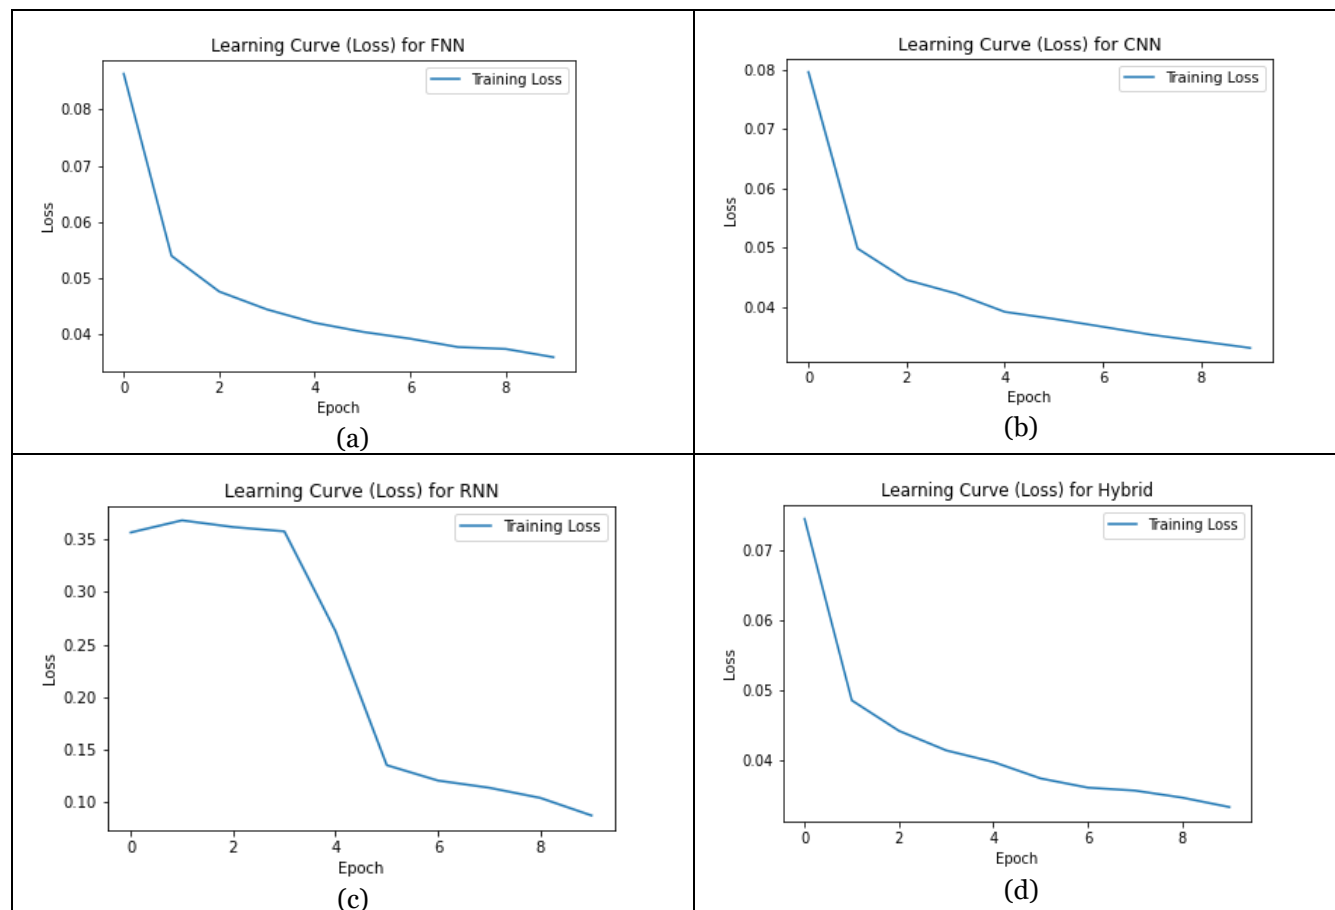 Learning Curve (Loss) for FNN
Training Loss
0.08
0.07
0.06
0.05
0.04
Loss
0 2 4 6 8
Epoch
(a)
Learning Curve (Loss) for CNN
Training Loss
0.08
0.07
0.06
0.05
0.04
Loss
0 2 4 6 8
Epoch
(b)
Learning Curve (Loss) for RNN
Training Loss
0.35
0.30
0.25
0.20
0.15
0.10
Loss
0 2 4 6 8
Epoch
(c)
Learning Curve (Loss) for Hybrid
Training Loss
0.07
0.06
0.05
0.04
Loss
0 2 4 6 8
Epoch
(d)